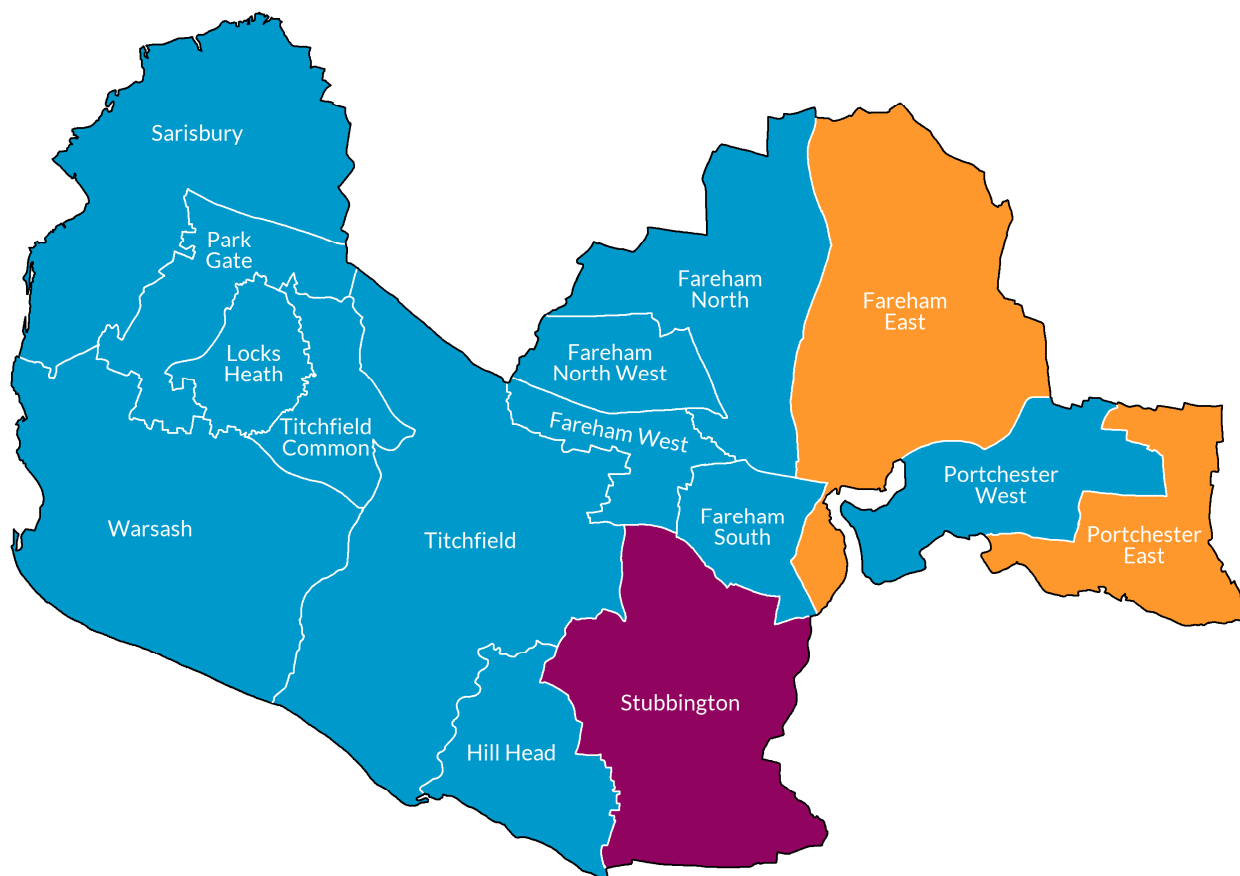 Sarisbury
Park
Gate
Fareham
North
Fareham
East
Locks
Heath
Fareham
North West
Titchfield
Common
Fareham West
Portchester
West
Warsash
Titchfield
Fareham
South
Portchester
East
Stubbington
Hill Head